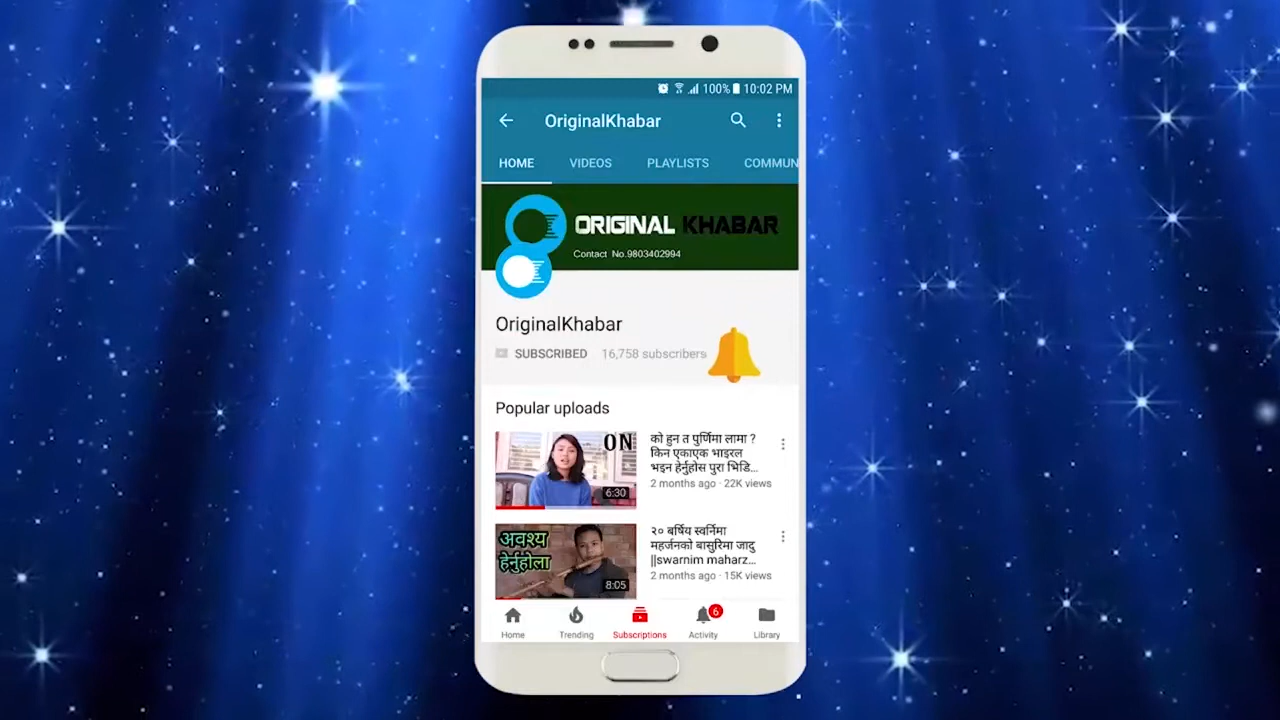 100% 10:02 PM
OriginalKhabar
HOME VIDEOS PLAYLISTS COMMUN
ORIGINAL KHABAR
Contact No.9803402994
OriginalKhabar
SUBSCRIBED 16,758 subscribers
Popular uploads
ON
6:30
को हुन त पुर्णिमा लामा ?
किन एकाएक भाइरल
भइन हेर्नुहोस पुरा भिडि...
2 months ago · 22K views
अवश्य
हेर्नुहोला
8:05
२० बर्षिय स्वर्निमा
महर्जनको बासुरिमा जादु
||swarnim maharz...
2 months ago · 15K views
6
Home Trending Subscriptions Activity Library